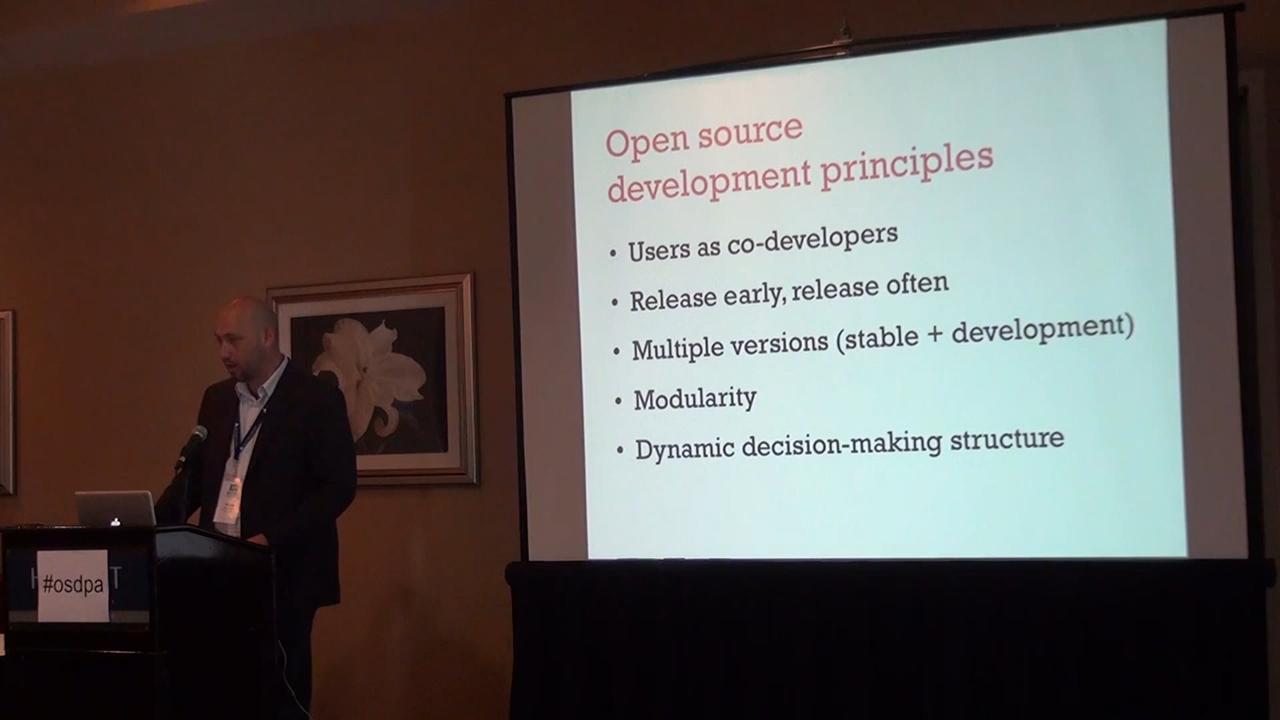 Open source
development principles
• Users as co-developers
• Release early, release often
• Multiple versions (stable + development)
• Modularity
• Dynamic decision-making structure
#osdpa